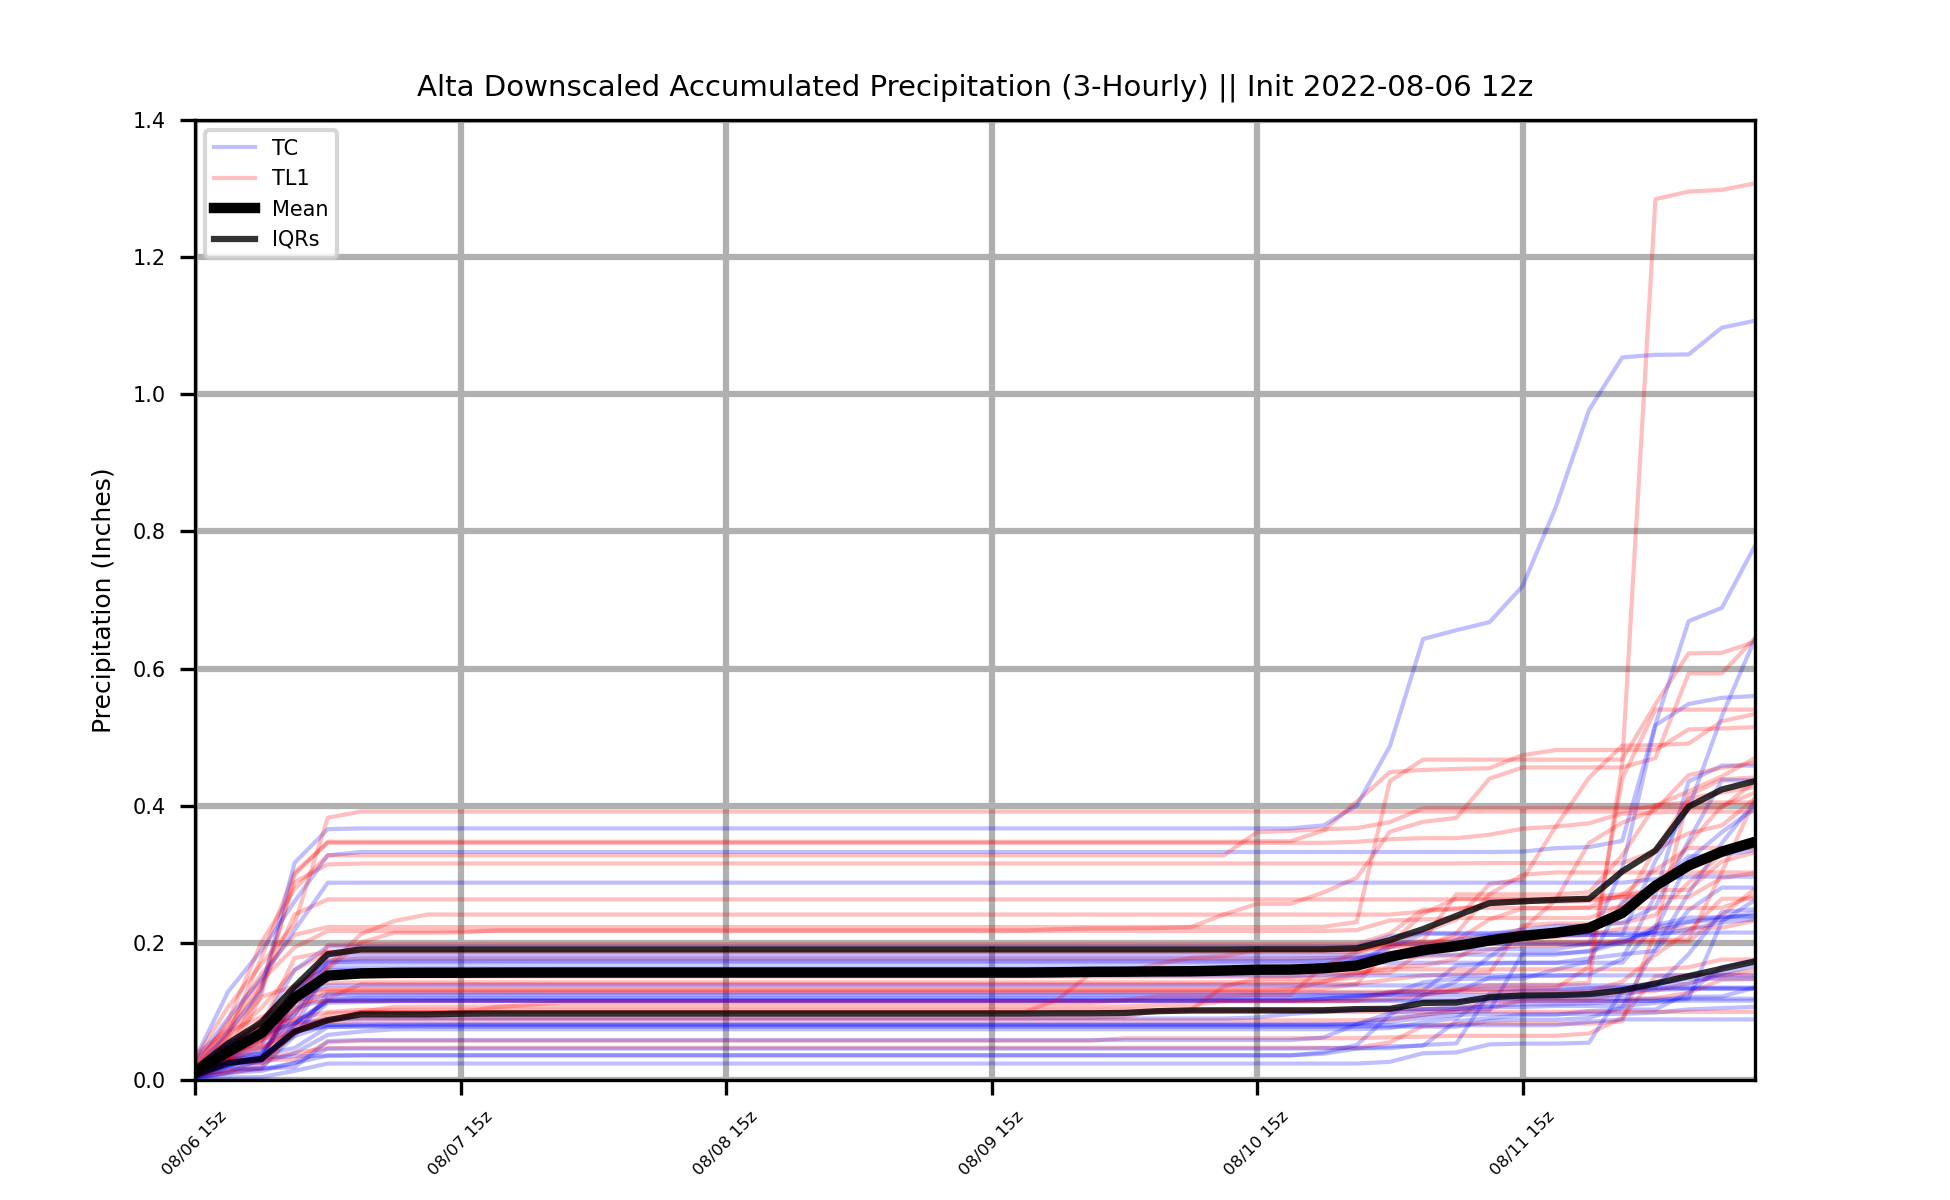 Alta Downscaled Accumulated Precipitation (3-Hourly) || Init 2022-08-06 12z
1.4
1.2
1.0
0.8
0.6
0.4
0.2
0.0
Precipitation (Inches)
TC
TL1
Mean
IQRs
08/06 15z
08/07 15z
08/08 15z
08/09 15z
08/10 15z
08/11 15z